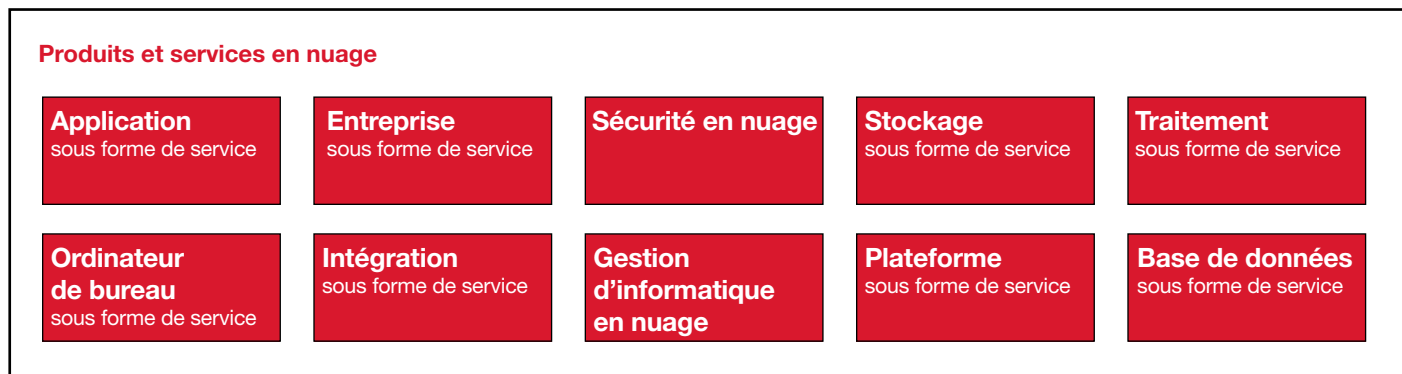 Produits et services en nuage
Application
sous forme de service
Entreprise
sous forme de service
Sécurité en nuage
Stockage
sous forme de service
Traitement
sous forme de service
Ordinateur
de bureau
sous forme de service
Intégration
sous forme de service
Gestion
d’informatique
en nuage
Plateforme
sous forme de service
Base de données
sous forme de service